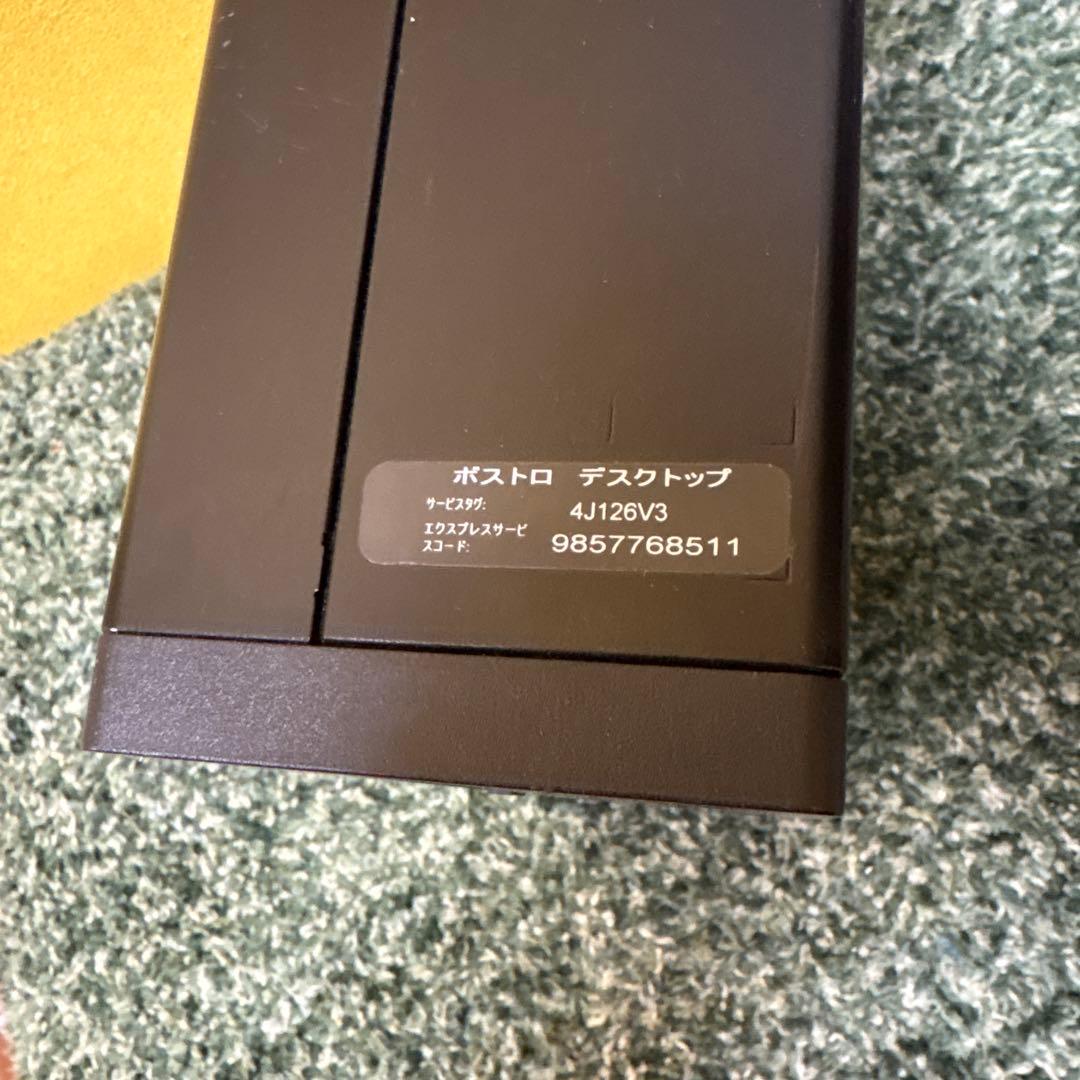 ボストロ　デスクトップ
サービスタグ: 4J126V3
エクスプレスサービ
スコード: 9857768511